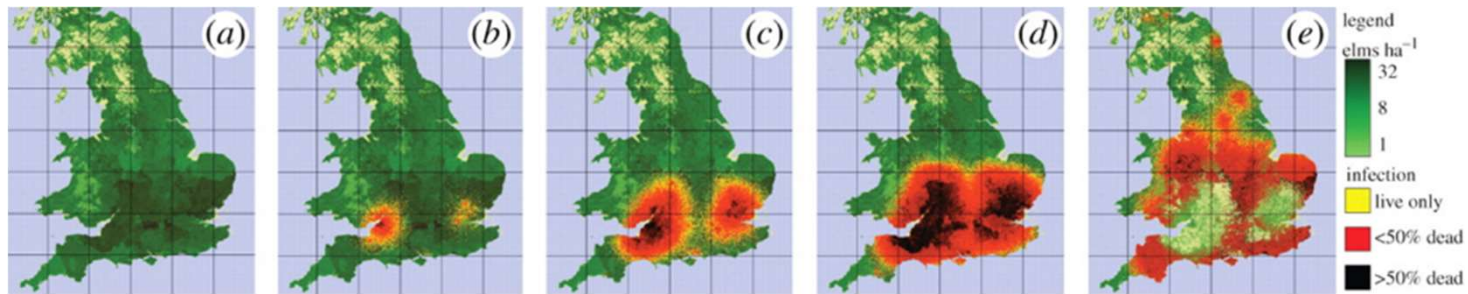 (a)
(b)
(c)
(d)
(e)
legend
elms ha⁻¹
32
8
1
infection
live only
<50% dead
>50% dead